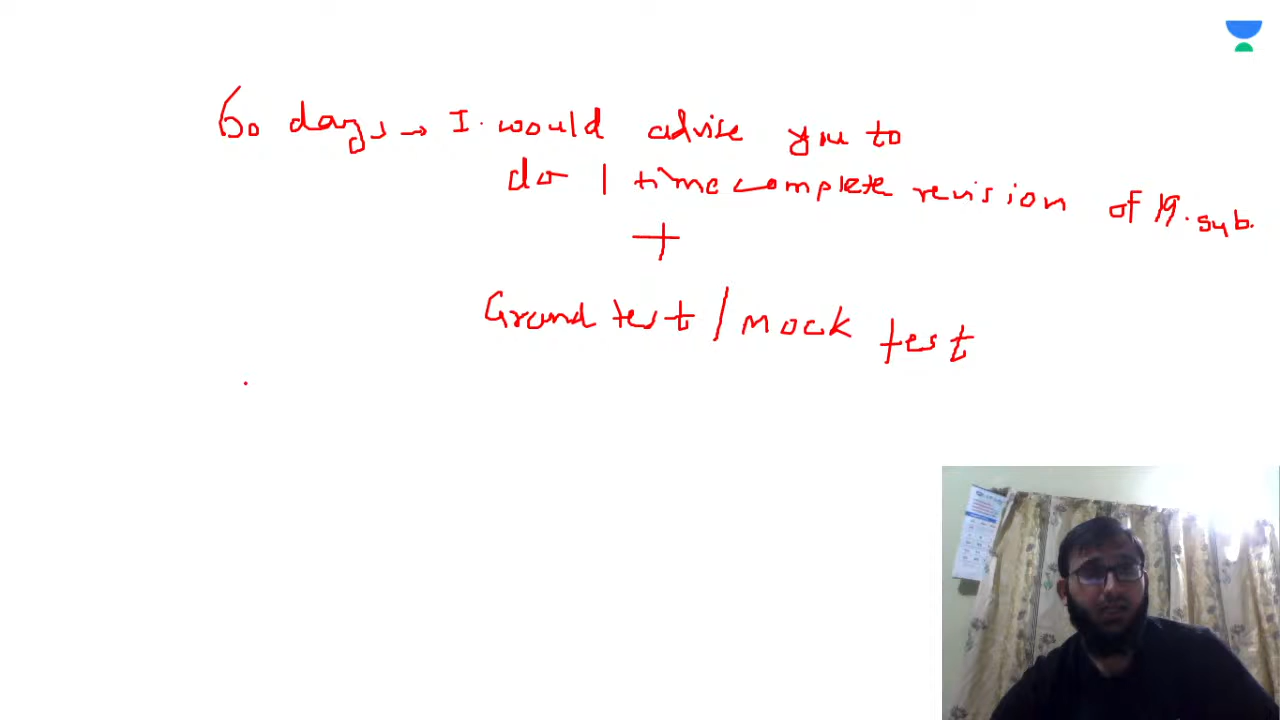 60 days → I would advise you to
do 1 time complete revision of 19 sub.
+
Grand test / mock test